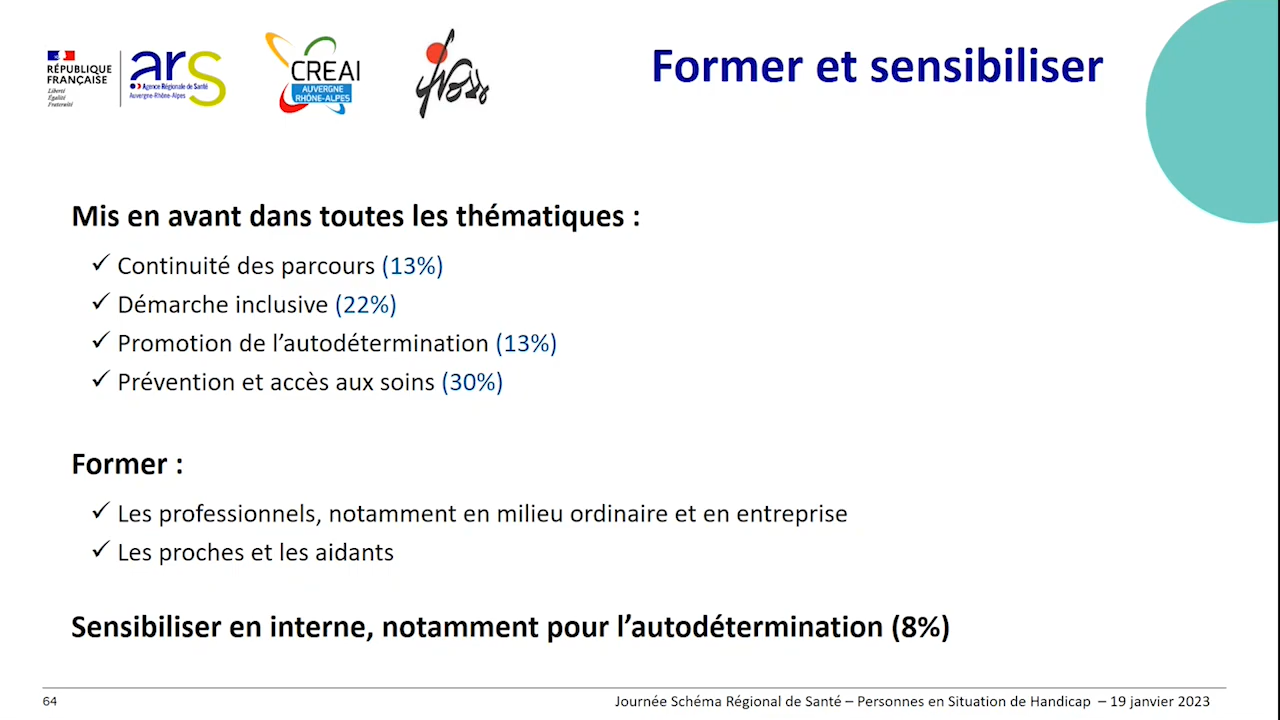 RÉPUBLIQUE
FRANÇAISE
Liberté
Égalité
Fraternité
ars
Agence Régionale de Santé
Auvergne-Rhône-Alpes
CREAI
AUVERGNE
RHÔNE-ALPES
Former et sensibiliser
Mis en avant dans toutes les thématiques :
✓ Continuité des parcours (13%)
✓ Démarche inclusive (22%)
✓ Promotion de l’autodétermination (13%)
✓ Prévention et accès aux soins (30%)
Former :
✓ Les professionnels, notamment en milieu ordinaire et en entreprise
✓ Les proches et les aidants
Sensibiliser en interne, notamment pour l’autodétermination (8%)
64
Journée Schéma Régional de Santé – Personnes en Situation de Handicap – 19 janvier 2023